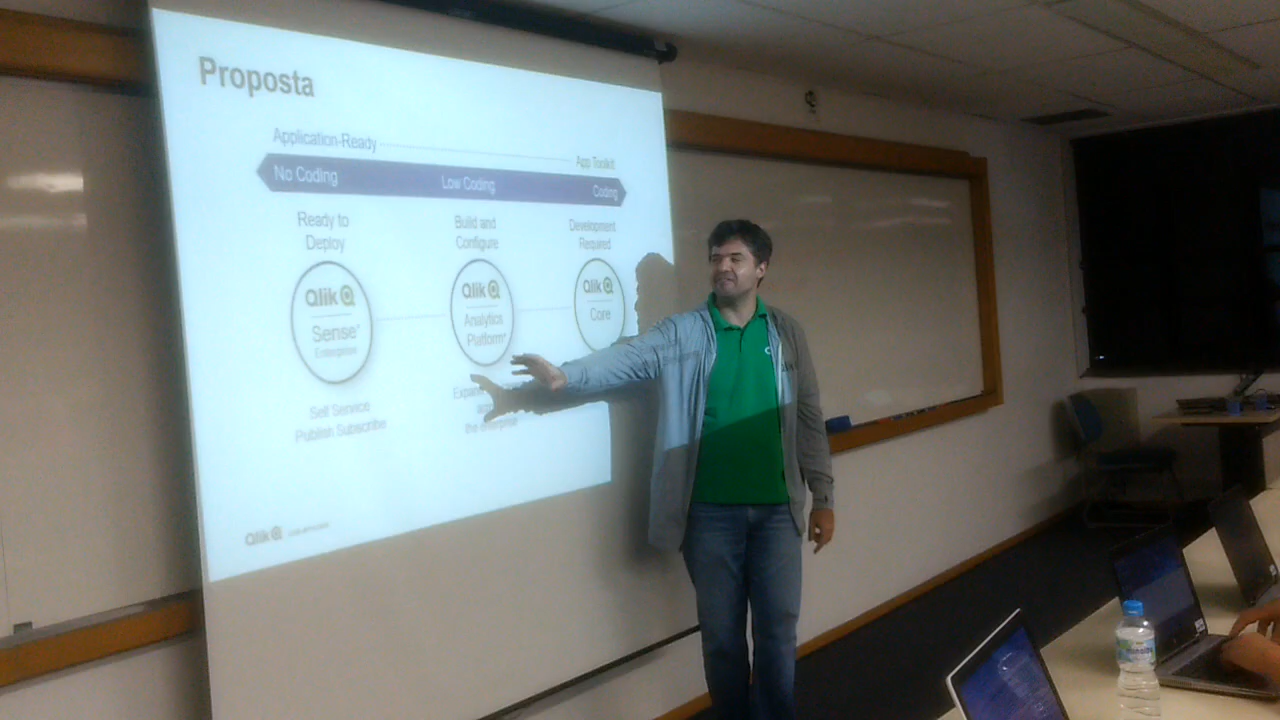 Proposta
Application-Ready
App Toolkit
No Coding
Low Coding
Coding
Ready to
Deploy
Build and
Configure
Development
Required
Qlik
Sense
Enterprise
Qlik
Analytics
Platform
Qlik
Core
Self Service
Publish Subscribe
the enterprise
Qlik